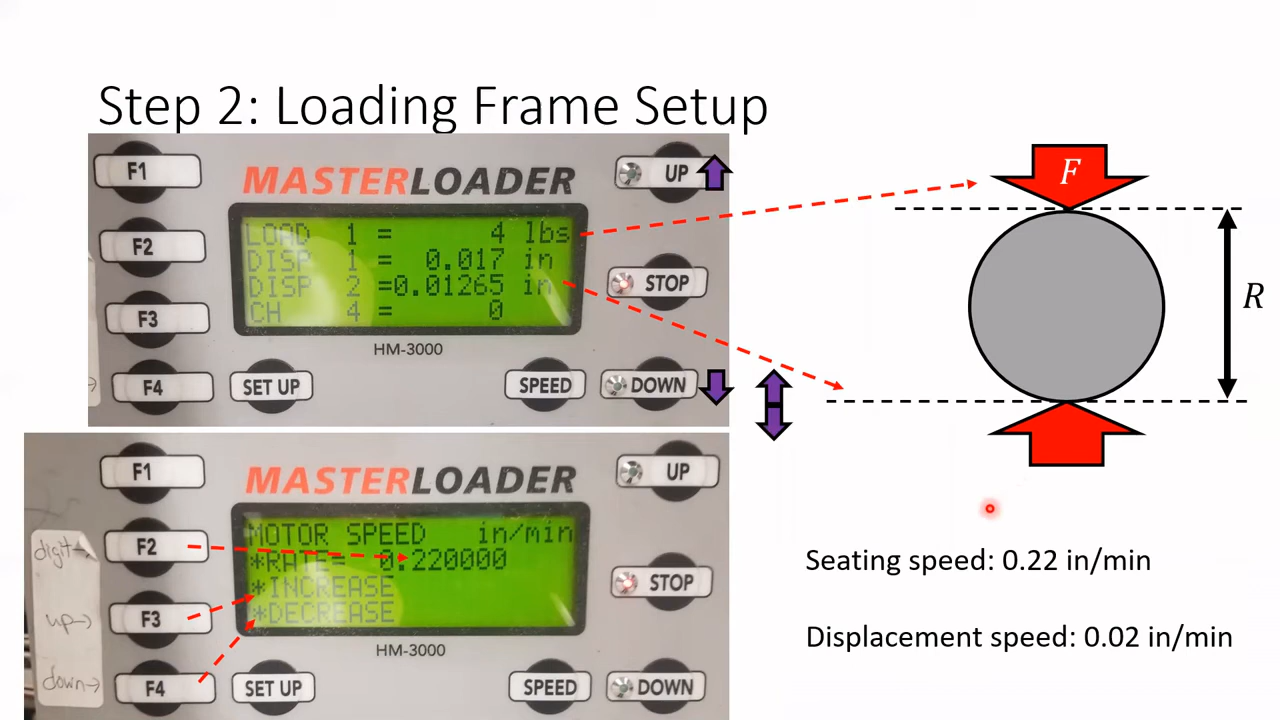 Step 2: Loading Frame Setup
F1
MASTERLOADER
UP
F2
LOAD 1 = 4 lbs
DISP 1 = 0.017 in
DISP 2 =0.01265 in
CH 4 = 0
STOP
F3
HM-3000
F4
SET UP
SPEED
DOWN
F
R
F1
MASTERLOADER
UP
digit→
F2
MOTOR SPEED in/min
*RATE= 0.220000
*INCREASE
*DECREASE
STOP
up→
F3
HM-3000
down→
F4
SET UP
SPEED
DOWN
Seating speed: 0.22 in/min
Displacement speed: 0.02 in/min